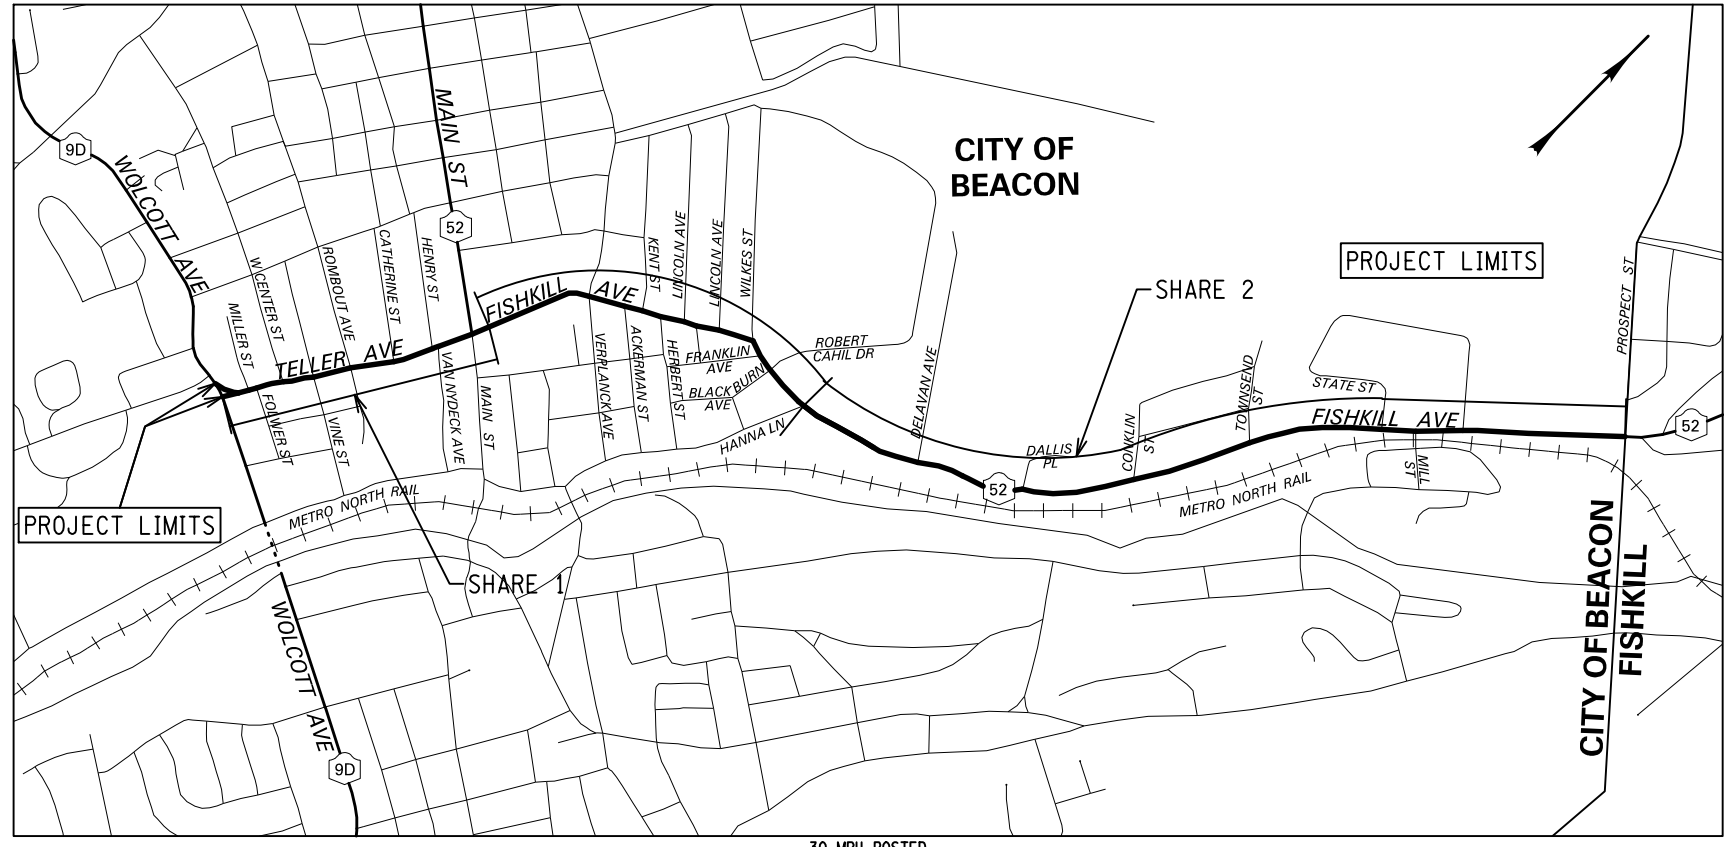 9D
WOLCOTT AVE
MAIN ST
52
CITY OF
BEACON
PROJECT LIMITS
PROSPECT ST
SHARE 2
W CENTER ST
MILLER ST
ROMBOUT AVE
CATHERINE ST
HENRY ST
KENT ST
LINCOLN AVE
LINCOLN AVE
WILKES ST
FISHKILL AVE
TELLER AVE
ROBERT
CAHIL DR
FRANKLIN
AVE
BLACKBURN
AVE
VERPLANCK AVE
ACKERMAN ST
HERBERT ST
HANNA LN
DELAVAN AVE
DALLIS
PL
CONKLIN
ST
TOWNSEND
ST
STATE ST
FISHKILL AVE
52
MILL
ST
FOLWER ST
VINE ST
VAN NYDECK AVE
MAIN ST
52
METRO NORTH RAIL
METRO NORTH RAIL
PROJECT LIMITS
SHARE 1
WOLCOTT AVE
9D
CITY OF BEACON
FISHKILL
30 MPH POSTED